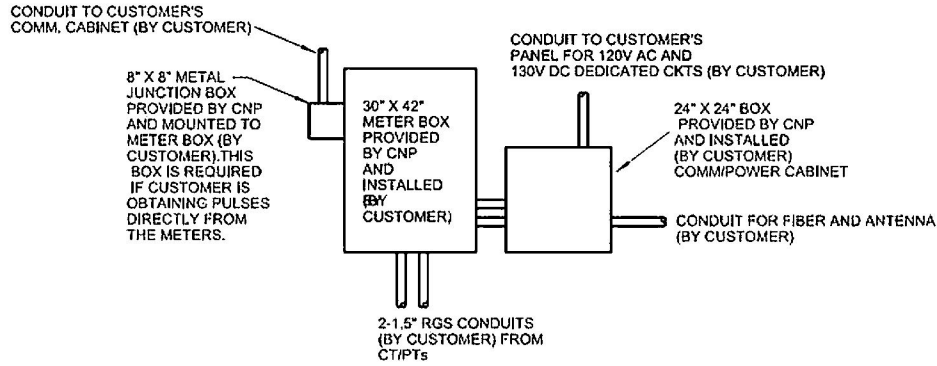 CONDUIT TO CUSTOMER'S
COMM. CABINET (BY CUSTOMER)
8" X 8" METAL
JUNCTION BOX
PROVIDED BY CNP
AND MOUNTED TO
METER BOX (BY
CUSTOMER).THIS
BOX IS REQUIRED
IF CUSTOMER IS
OBTAINING PULSES
DIRECTLY FROM
THE METERS.
30" X 42"
METER BOX
PROVIDED
BY CNP
AND
INSTALLED
(BY
CUSTOMER)
CONDUIT TO CUSTOMER'S
PANEL FOR 120V AC AND
130V DC DEDICATED CKTS (BY CUSTOMER)
24" X 24" BOX
PROVIDED BY CNP
AND INSTALLED
(BY CUSTOMER)
COMM/POWER CABINET
CONDUIT FOR FIBER AND ANTENNA
(BY CUSTOMER)
2-1,5" RGS CONDUITS
(BY CUSTOMER) FROM
CT/PTs